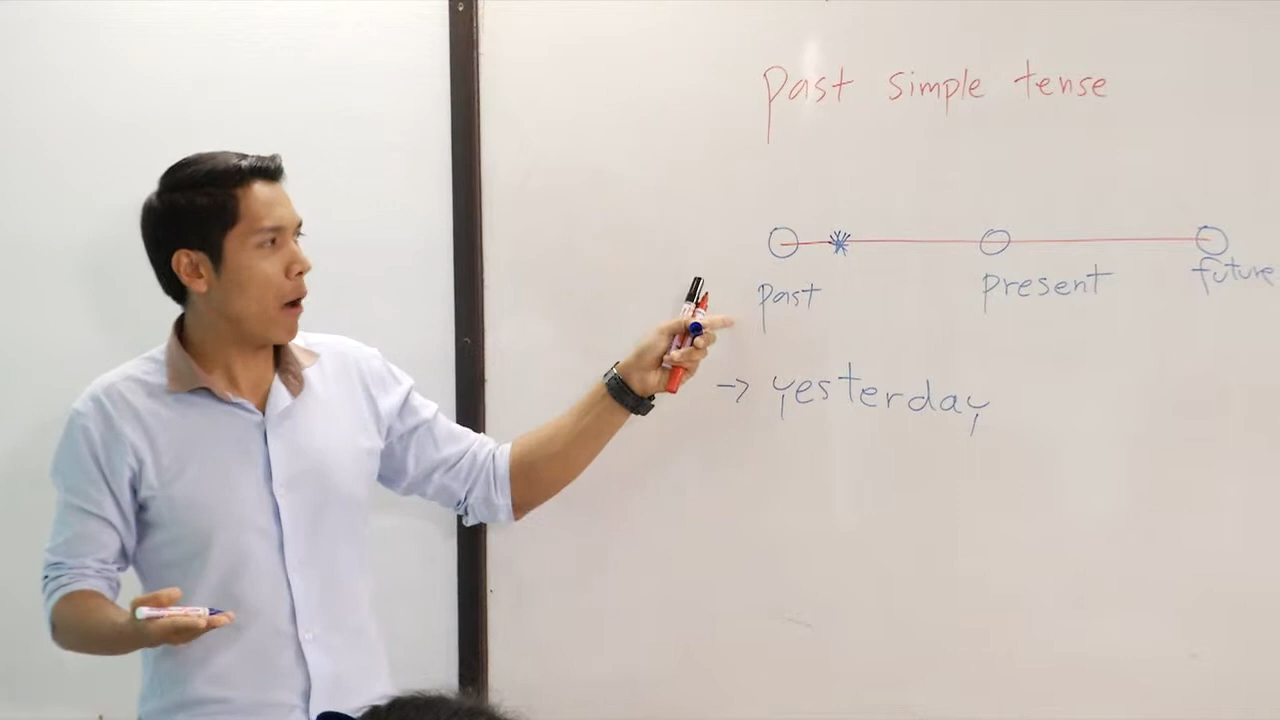 Past simple tense
past present future
→ yesterday